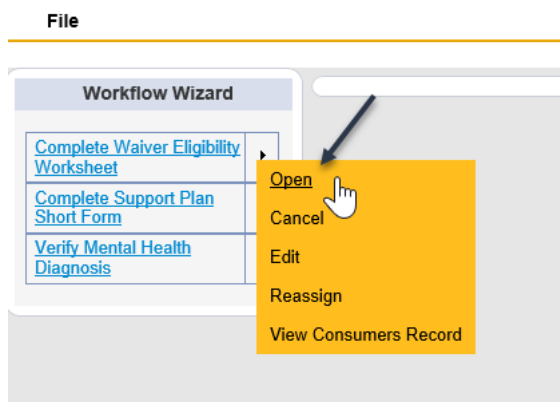 File
Workflow Wizard
Complete Waiver Eligibility
Worksheet
Complete Support Plan
Short Form
Verify Mental Health
Diagnosis
Open
Cancel
Edit
Reassign
View Consumers Record